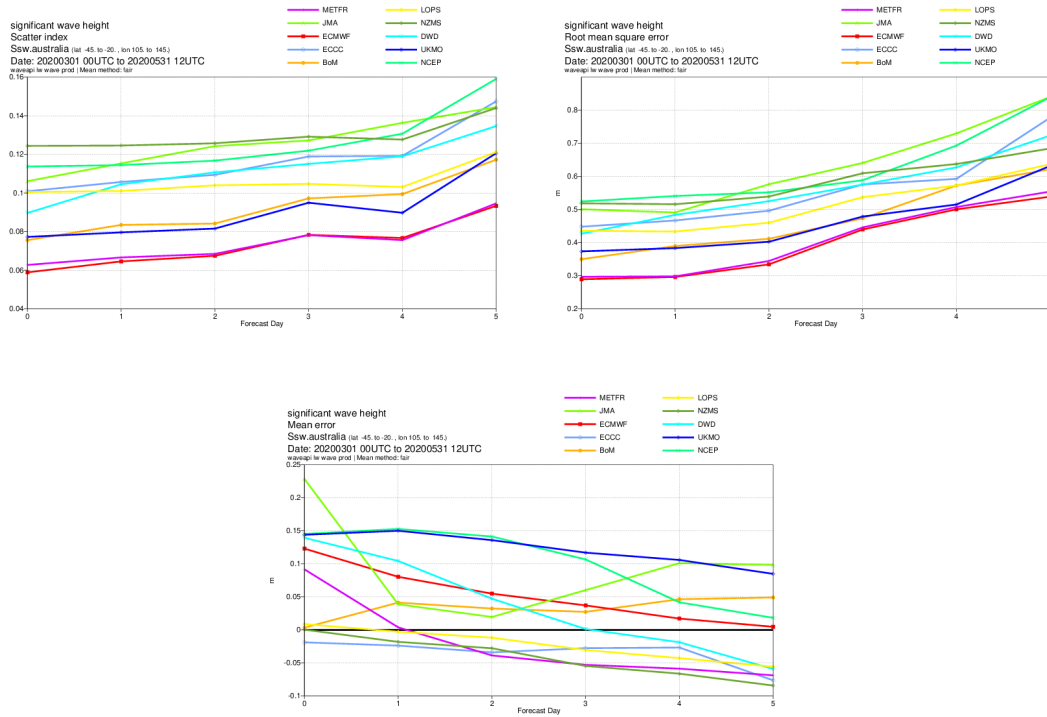 METFR LOPS
JMA NZMS
ECMWF DWD
ECCC UKMO
BoM NCEP
significant wave height
Scatter index
Ssw.australia (lat -45. to -20. , lon 105. to 145.)
Date: 20200301 00UTC to 20200531 12UTC
waveapi lw wave prod | Mean method: fair
0.16
0.14
0.12
0.1
0.08
0.06
0.04
0 1 2 3 4 5
Forecast Day
METFR LOPS
JMA NZMS
ECMWF DWD
ECCC UKMO
BoM NCEP
significant wave height
Root mean square error
Ssw.australia (lat -45. to -20. , lon 105. to 145.)
Date: 20200301 00UTC to 20200531 12UTC
waveapi lw wave prod | Mean method: fair
0.8
0.7
0.6
0.5
0.4
0.3
0.2
m
0 1 2 3 4
Forecast Day
METFR LOPS
JMA NZMS
ECMWF DWD
ECCC UKMO
BoM NCEP
significant wave height
Mean error
Ssw.australia (lat -45. to -20. , lon 105. to 145.)
Date: 20200301 00UTC to 20200531 12UTC
waveapi lw wave prod | Mean method: fair
0.25
0.2
0.15
0.1
0.05
0
-0.05
-0.1
m
0 1 2 3 4 5
Forecast Day